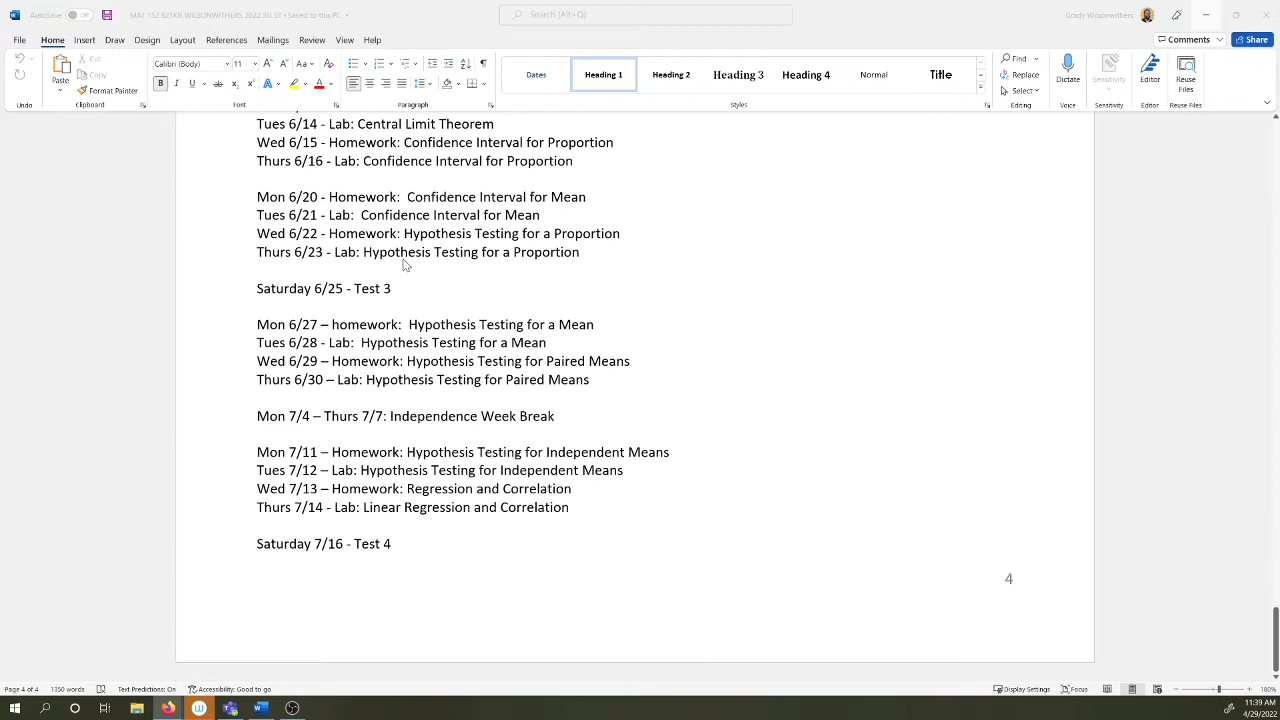 AutoSave Off MAT 152 821KB WILSONWITHERS 2022 SU SY • Saved to this PC Search (Alt+Q) Grady Wilsonwithers
File Home Insert Draw Design Layout References Mailings Review View Help Comments Share
Calibri (Body) 11 Aa Dates Heading 1 Heading 2 Heading 3 Heading 4 Normal Title
Paste Cut Copy Format Painter B I U ab x x A A Find Replace Select Dictate Sensitivity Editor Reuse Files
Undo Clipboard Font Paragraph Styles Editing Voice Sensitivity Editor Reuse Files
Tues 6/14 - Lab: Central Limit Theorem
Wed 6/15 - Homework: Confidence Interval for Proportion
Thurs 6/16 - Lab: Confidence Interval for Proportion
Mon 6/20 - Homework:  Confidence Interval for Mean
Tues 6/21 - Lab:  Confidence Interval for Mean
Wed 6/22 - Homework: Hypothesis Testing for a Proportion
Thurs 6/23 - Lab: Hypothesis Testing for a Proportion
Saturday 6/25 - Test 3
Mon 6/27 – homework:  Hypothesis Testing for a Mean
Tues 6/28 - Lab:  Hypothesis Testing for a Mean
Wed 6/29 – Homework: Hypothesis Testing for Paired Means
Thurs 6/30 – Lab: Hypothesis Testing for Paired Means
Mon 7/4 – Thurs 7/7: Independence Week Break
Mon 7/11 – Homework: Hypothesis Testing for Independent Means
Tues 7/12 – Lab: Hypothesis Testing for Independent Means
Wed 7/13 – Homework: Regression and Correlation
Thurs 7/14 - Lab: Linear Regression and Correlation
Saturday 7/16 - Test 4
4
Page 4 of 4 1350 words Text Predictions: On Accessibility: Good to go Display Settings Focus 180%
11:39 AM
4/29/2022